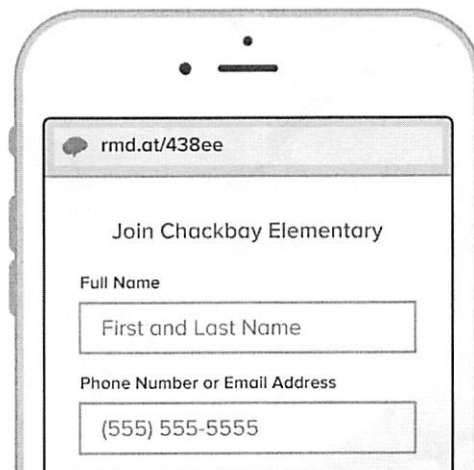 rmd.at/438ee
Join Chackbay Elementary
Full Name
First and Last Name
Phone Number or Email Address
(555) 555-5555